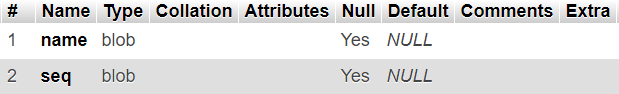 # Name Type Collation Attributes Null Default Comments Extra
1 name blob Yes NULL
2 seq blob Yes NULL